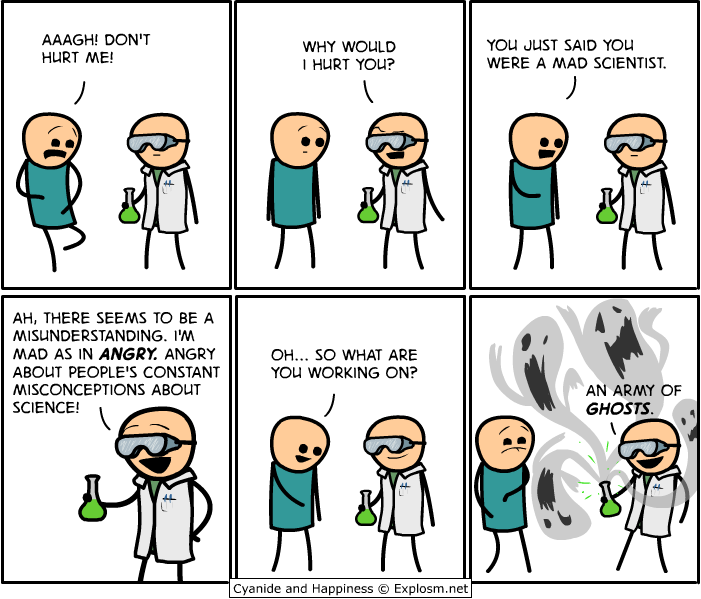 AAAGH! DON'T
HURT ME!
WHY WOULD
I HURT YOU?
YOU JUST SAID YOU
WERE A MAD SCIENTIST.
AH, THERE SEEMS TO BE A
MISUNDERSTANDING. I'M
MAD AS IN ANGRY. ANGRY
ABOUT PEOPLE'S CONSTANT
MISCONCEPTIONS ABOUT
SCIENCE!
OH... SO WHAT ARE
YOU WORKING ON?
AN ARMY OF
GHOSTS.
Cyanide and Happiness © Explosm.net